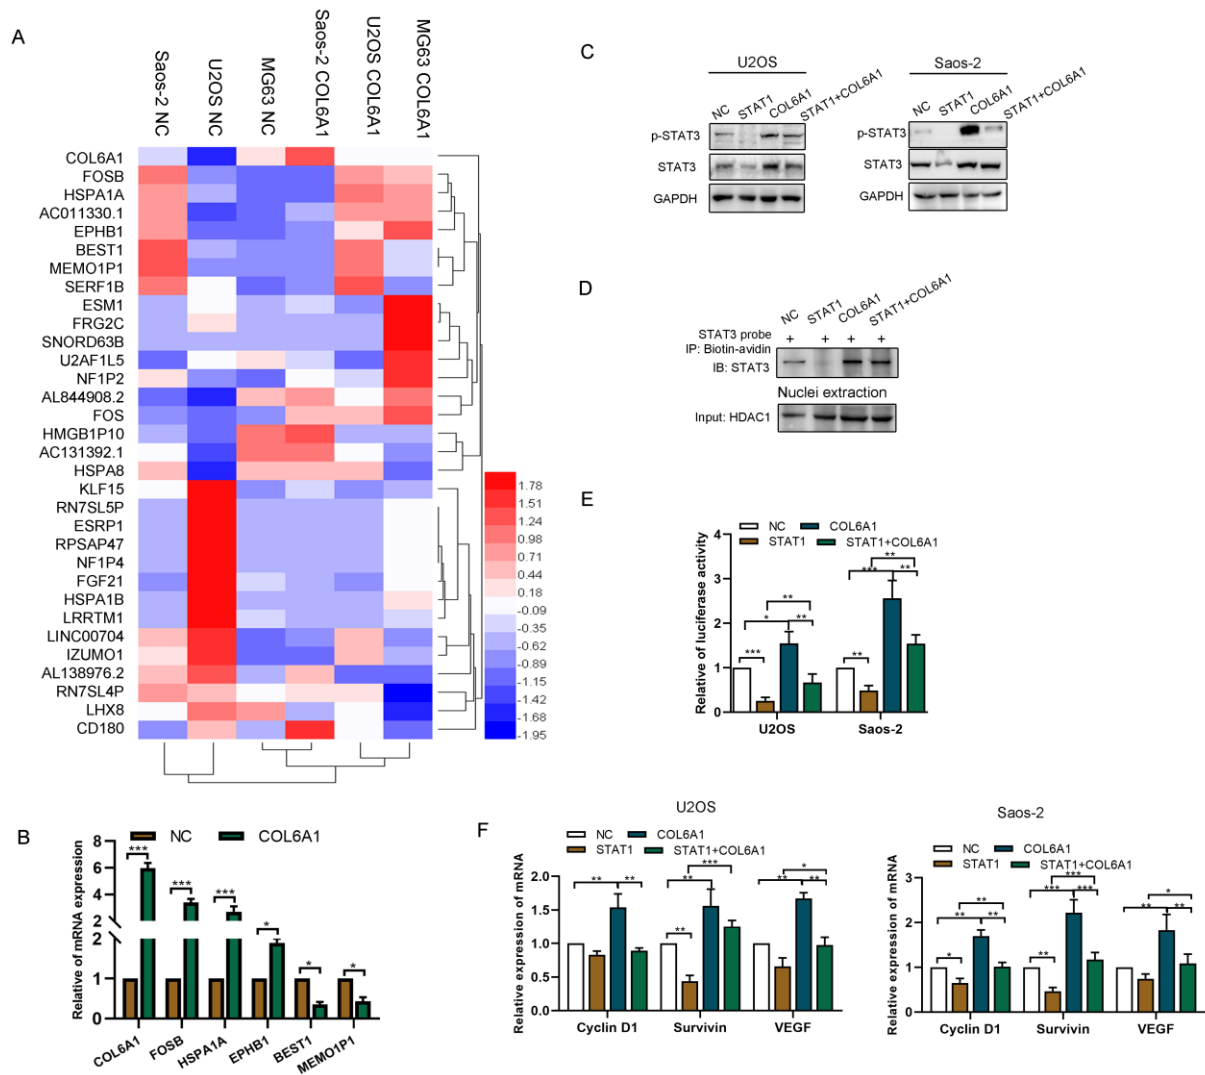 A
Saos-2 NC
U2OS NC
MG63 NC
Saos-2 COL6A1
U2OS COL6A1
MG63 COL6A1
COL6A1
FOSB
HSPA1A
AC011330.1
EPHB1
BEST1
MEMO1P1
SERF1B
ESM1
FRG2C
SNORD63B
U2AF1L5
NF1P2
AL844908.2
FOS
HMGB1P10
AC131392.1
HSPA8
KLF15
RN7SL5P
ESRP1
RPSAP47
NF1P4
FGF21
HSPA1B
LRRTM1
LINC00704
IZUMO1
AL138976.2
RN7SL4P
LHX8
CD180
1.78
1.51
1.24
0.98
0.71
0.44
0.18
-0.09
-0.35
-0.62
-0.89
-1.15
-1.42
-1.68
-1.95
B
NC COL6A1
Relative of mRNA expression
8
6
4
2
2
1
0
*** *** *** * * *
COL6A1 FOSB HSPA1A EPHB1 BEST1 MEMO1P1
C
U2OS Saos-2
NC STAT1 COL6A1 STAT1+COL6A1
NC STAT1 COL6A1 STAT1+COL6A1
p-STAT3 p-STAT3
STAT3 STAT3
GAPDH GAPDH
D
NC STAT1 COL6A1 STAT1+COL6A1
STAT3 probe + + + +
IP: Biotin-avidin
IB: STAT3
Nuclei extraction
Input: HDAC1
E
NC COL6A1
STAT1 STAT1+COL6A1
Relative of luciferase activity
4
3
2
1
0
*** * ** **
** *** ** **
U2OS Saos-2
F
U2OS
NC COL6A1
STAT1 STAT1+COL6A1
Relative expression of mRNA
2.0
1.5
1.0
0.5
0.0
** ** ** ** *** ** * **
Cyclin D1 Survivin VEGF
Saos-2
NC COL6A1
STAT1 STAT1+COL6A1
Relative expression of mRNA
3
2
1
0
* ** ** ** ** *** *** *** ** * **
Cyclin D1 Survivin VEGF